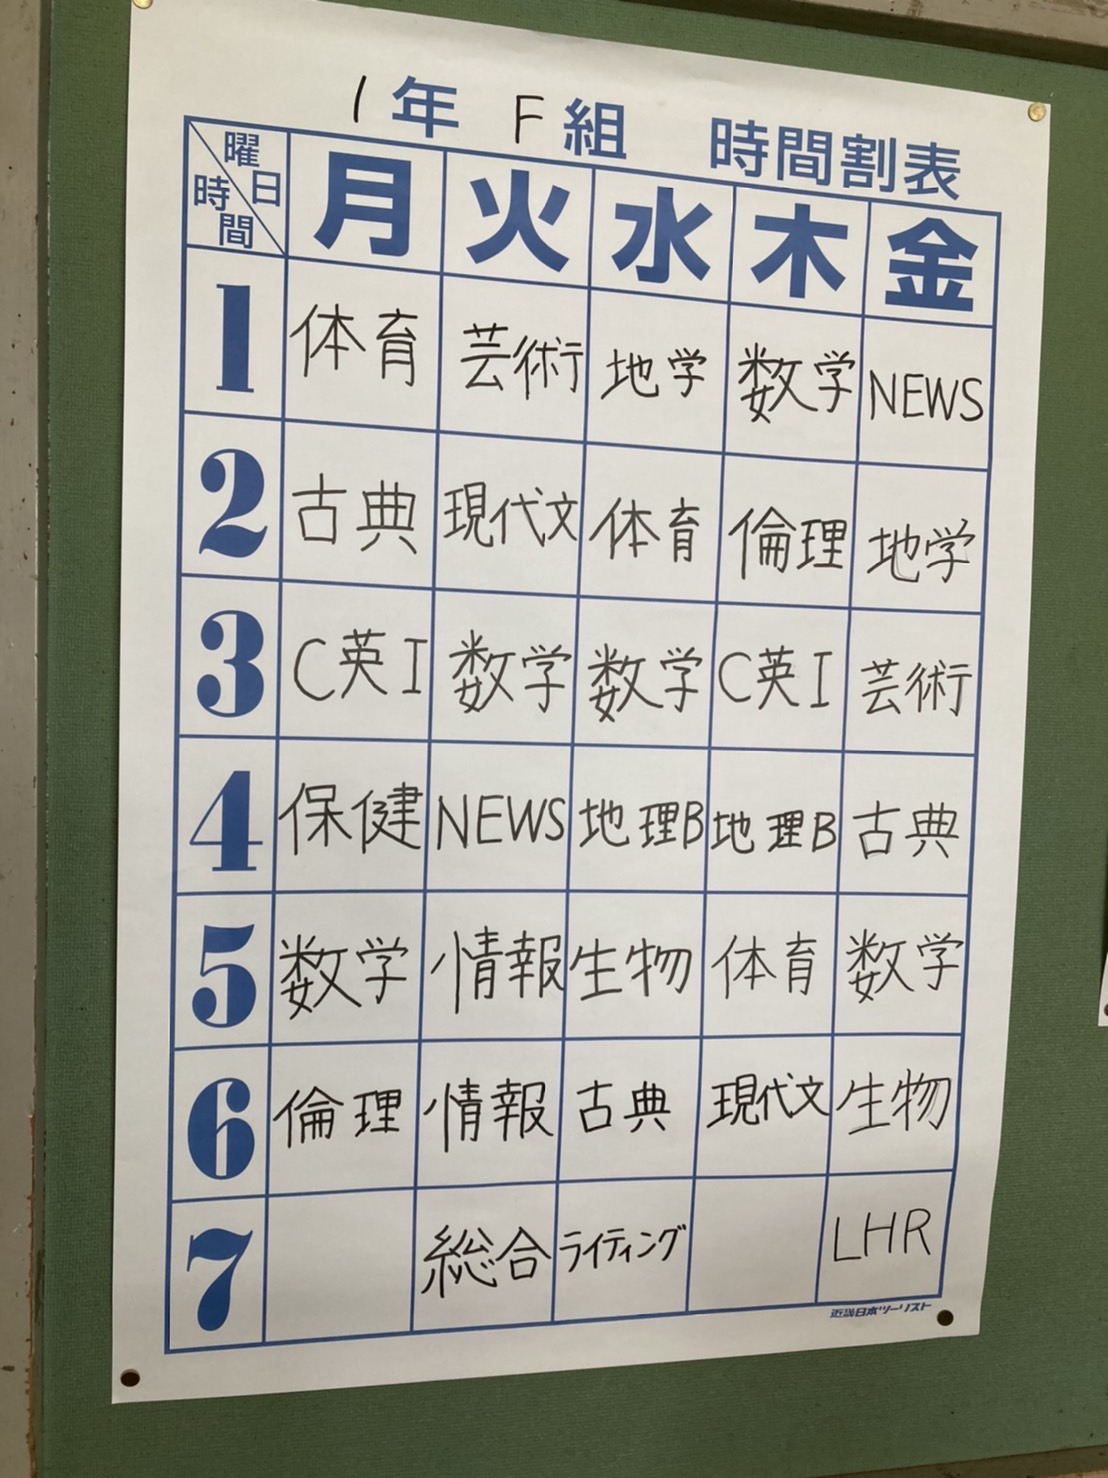 1年 F組 時間割表
曜日 時間 月 火 水 木 金
1 体育 芸術 地学 数学 NEWS
2 古典 現代文 体育 倫理 地学
3 C英I 数学 数学 C英I 芸術
4 保健 NEWS 地理B 地理B 古典
5 数学 情報 生物 体育 数学
6 倫理 情報 古典 現代文 生物
7 総合 ライティング LHR
近畿日本ツーリスト